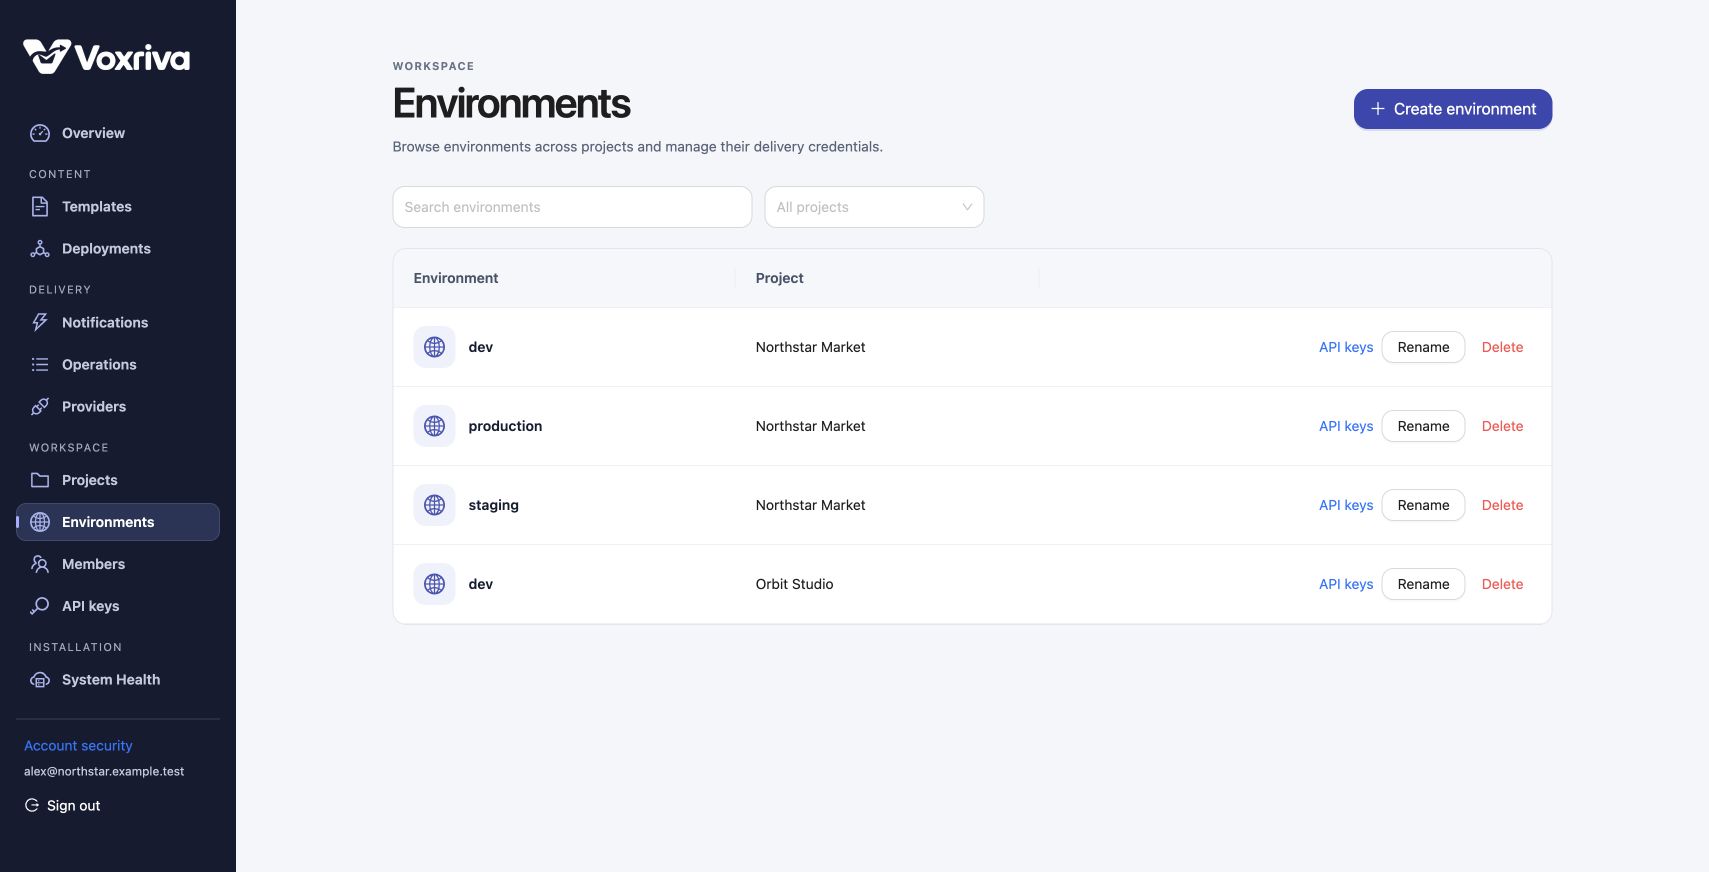 Voxriva
Overview
CONTENT
Templates
Deployments
DELIVERY
Notifications
Operations
Providers
WORKSPACE
Projects
Environments
Members
API keys
INSTALLATION
System Health
Account security
alex@northstar.example.test
Sign out
WORKSPACE
Environments
Browse environments across projects and manage their delivery credentials.
Create environment
Search environments
All projects
Environment Project
dev Northstar Market API keys Rename Delete
production Northstar Market API keys Rename Delete
staging Northstar Market API keys Rename Delete
dev Orbit Studio API keys Rename Delete